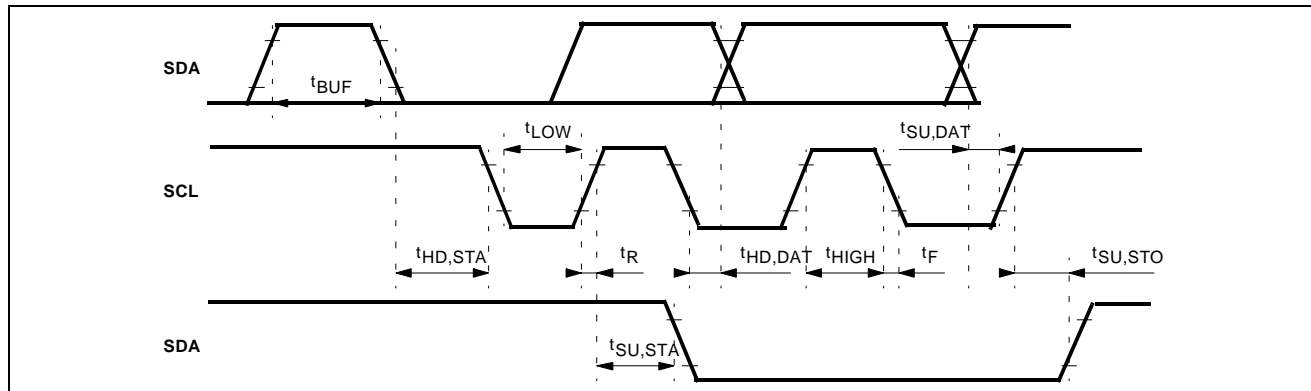 SDA
tBUF
tLOW
tSU,DAT
SCL
tHD,STA
tR
tHD,DAT
tHIGH
tF
tSU,STO
SDA
tSU,STA